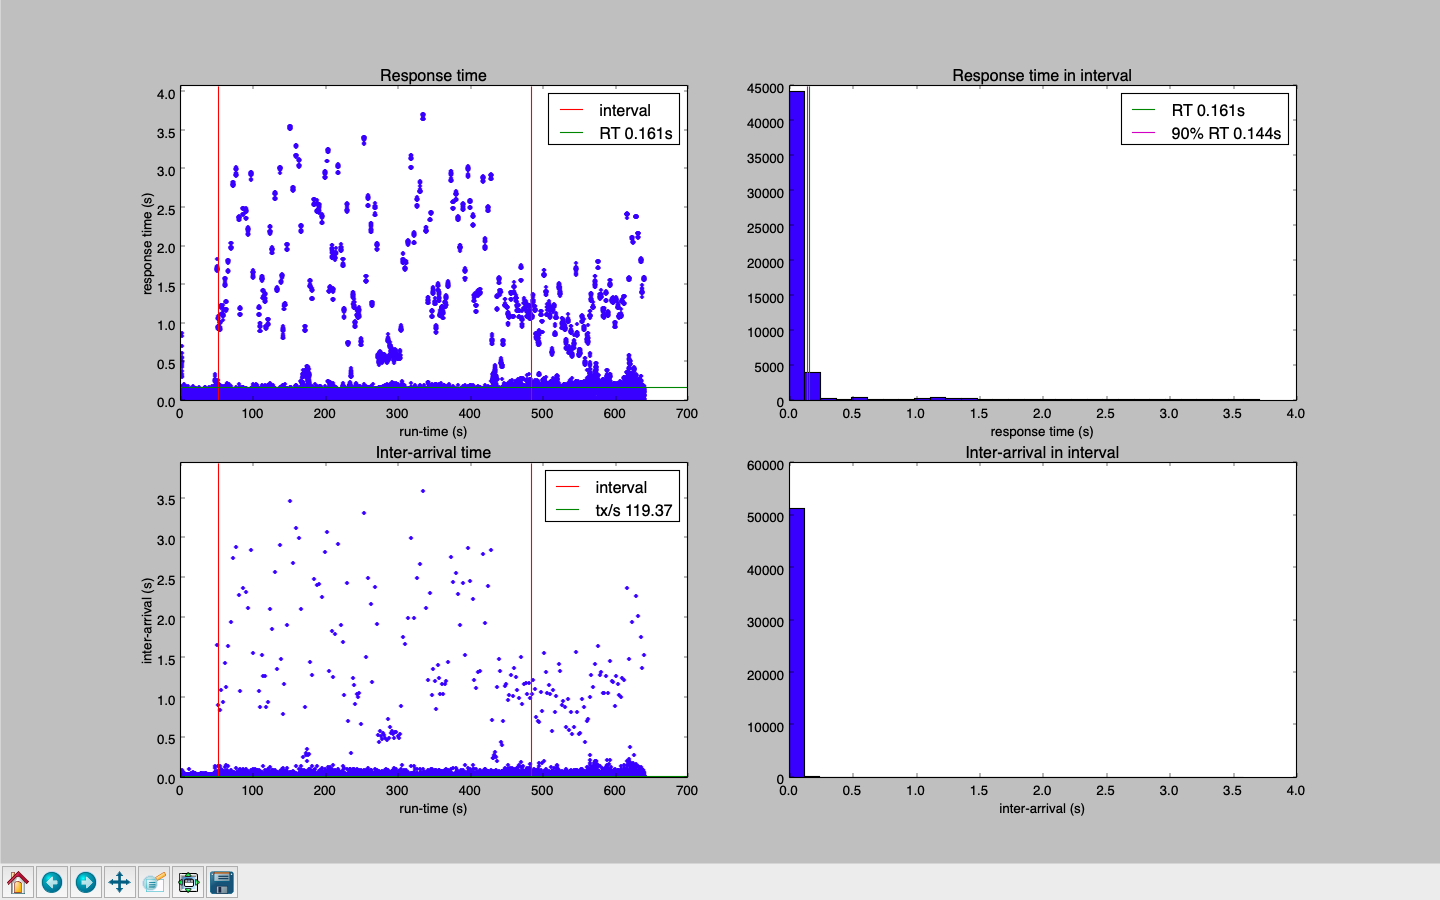 Response time
4.0
3.5
3.0
2.5
2.0
1.5
1.0
0.5
0.0
response time (s)
interval
RT 0.161s
0 100 200 300 400 500 600 700
run-time (s)
Response time in interval
45000
40000
35000
30000
25000
20000
15000
10000
5000
0
RT 0.161s
90% RT 0.144s
0.0 0.5 1.0 1.5 2.0 2.5 3.0 3.5 4.0
response time (s)
Inter-arrival time
3.5
3.0
2.5
2.0
1.5
1.0
0.5
0.0
inter-arrival (s)
interval
tx/s 119.37
0 100 200 300 400 500 600 700
run-time (s)
Inter-arrival in interval
60000
50000
40000
30000
20000
10000
0
0.0 0.5 1.0 1.5 2.0 2.5 3.0 3.5 4.0
inter-arrival (s)